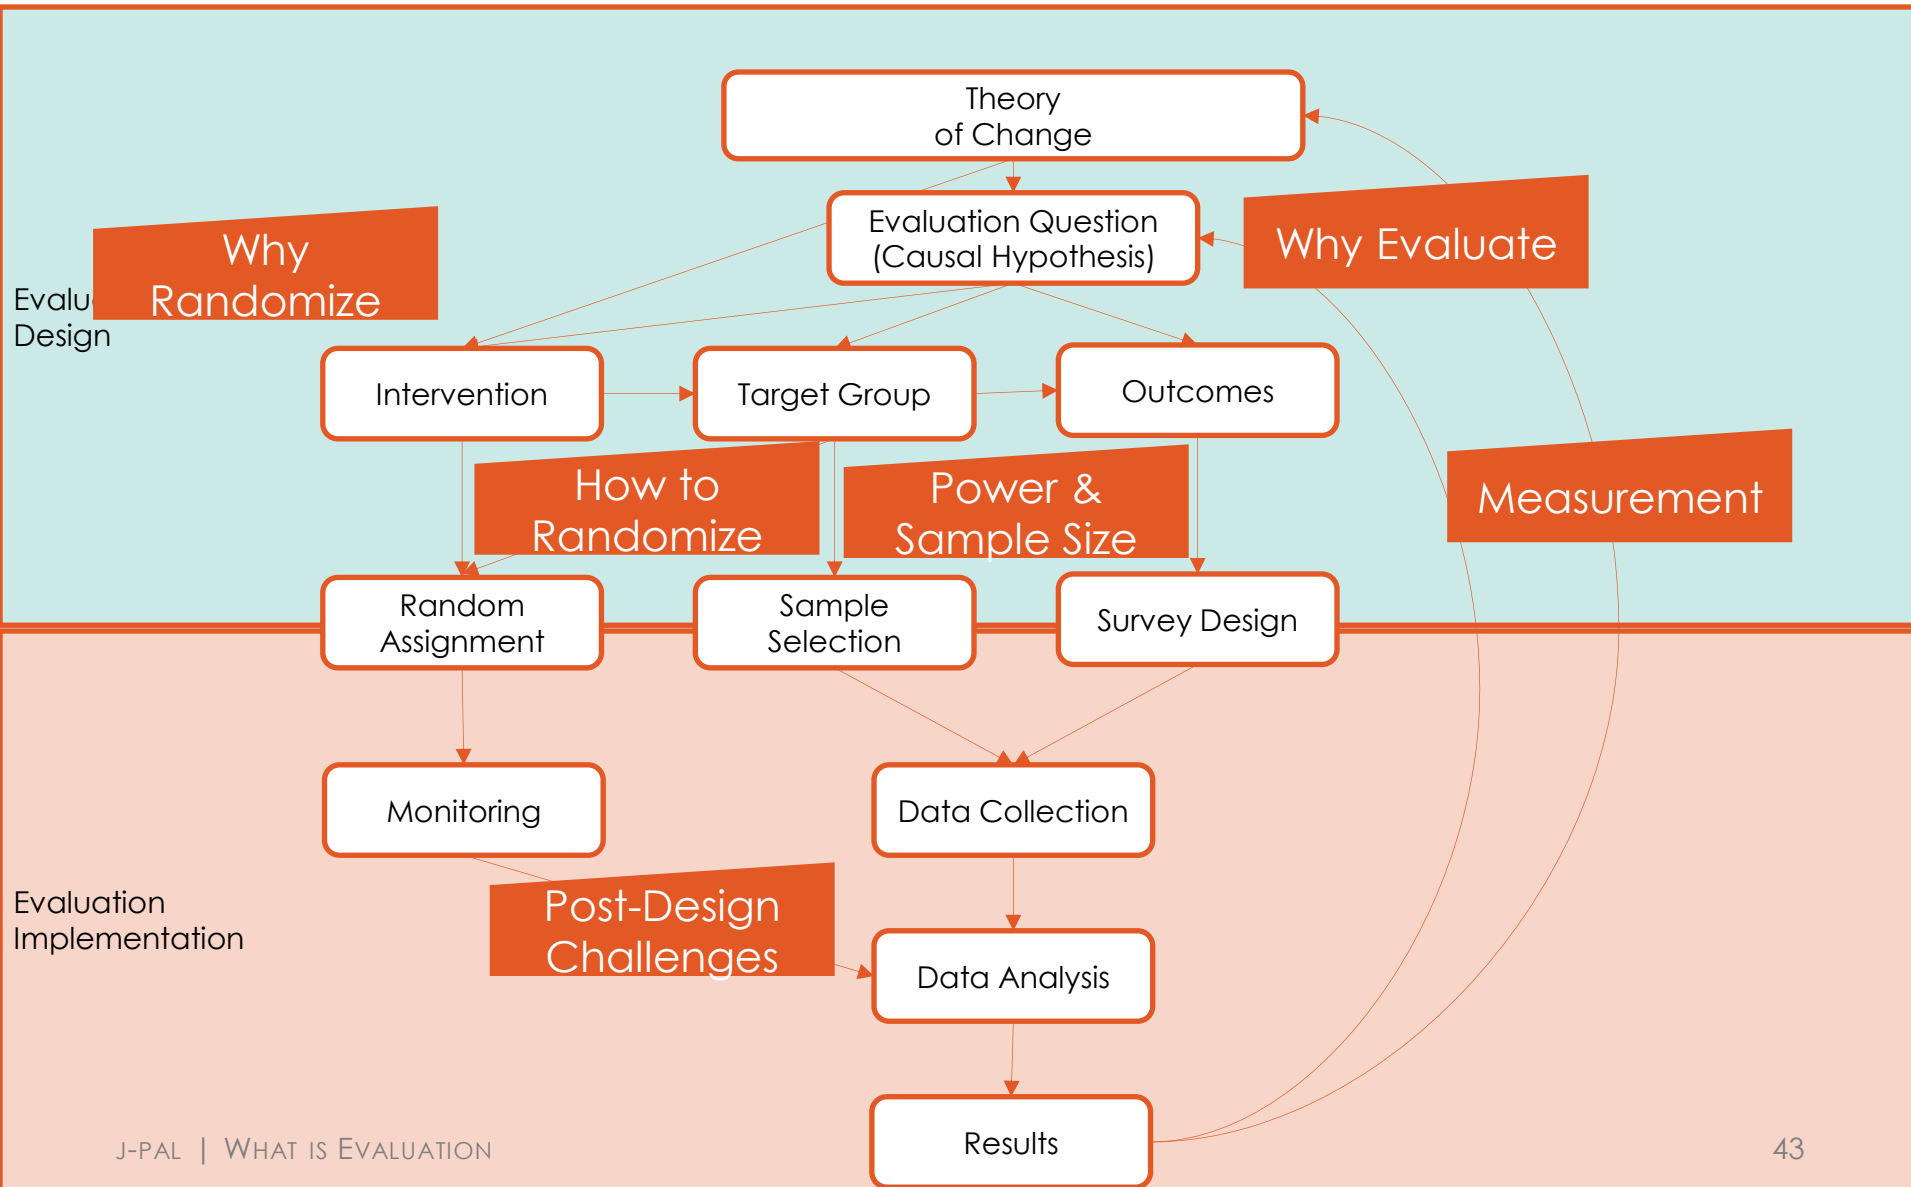 Theory
of Change
Evaluation Question
(Causal Hypothesis)
Why
Randomize
Why Evaluate
Design
Intervention
Target Group
Outcomes
How to
Randomize
Power &
Sample Size
Measurement
Random
Assignment
Sample
Selection
Survey Design
Monitoring
Data Collection
Evaluation
Implementation
Post-Design
Challenges
Data Analysis
Results
J-PAL | WHAT IS EVALUATION
43